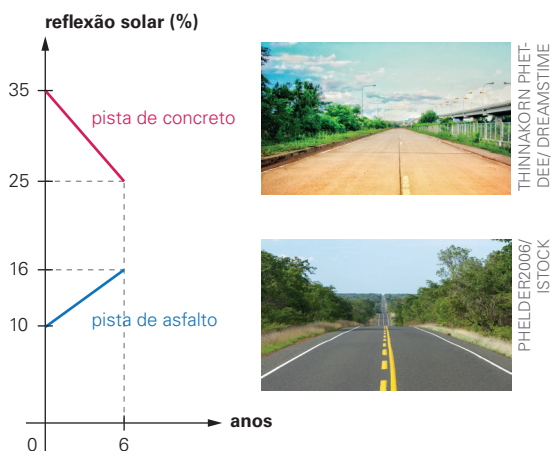 reflexão solar (%)
35
pista de concreto
25
16
pista de asfalto
10
anos
0
6
THINNAKORN PHET-
DEE/ DREAMSTIME
PHELDER2006/
ISTOCK